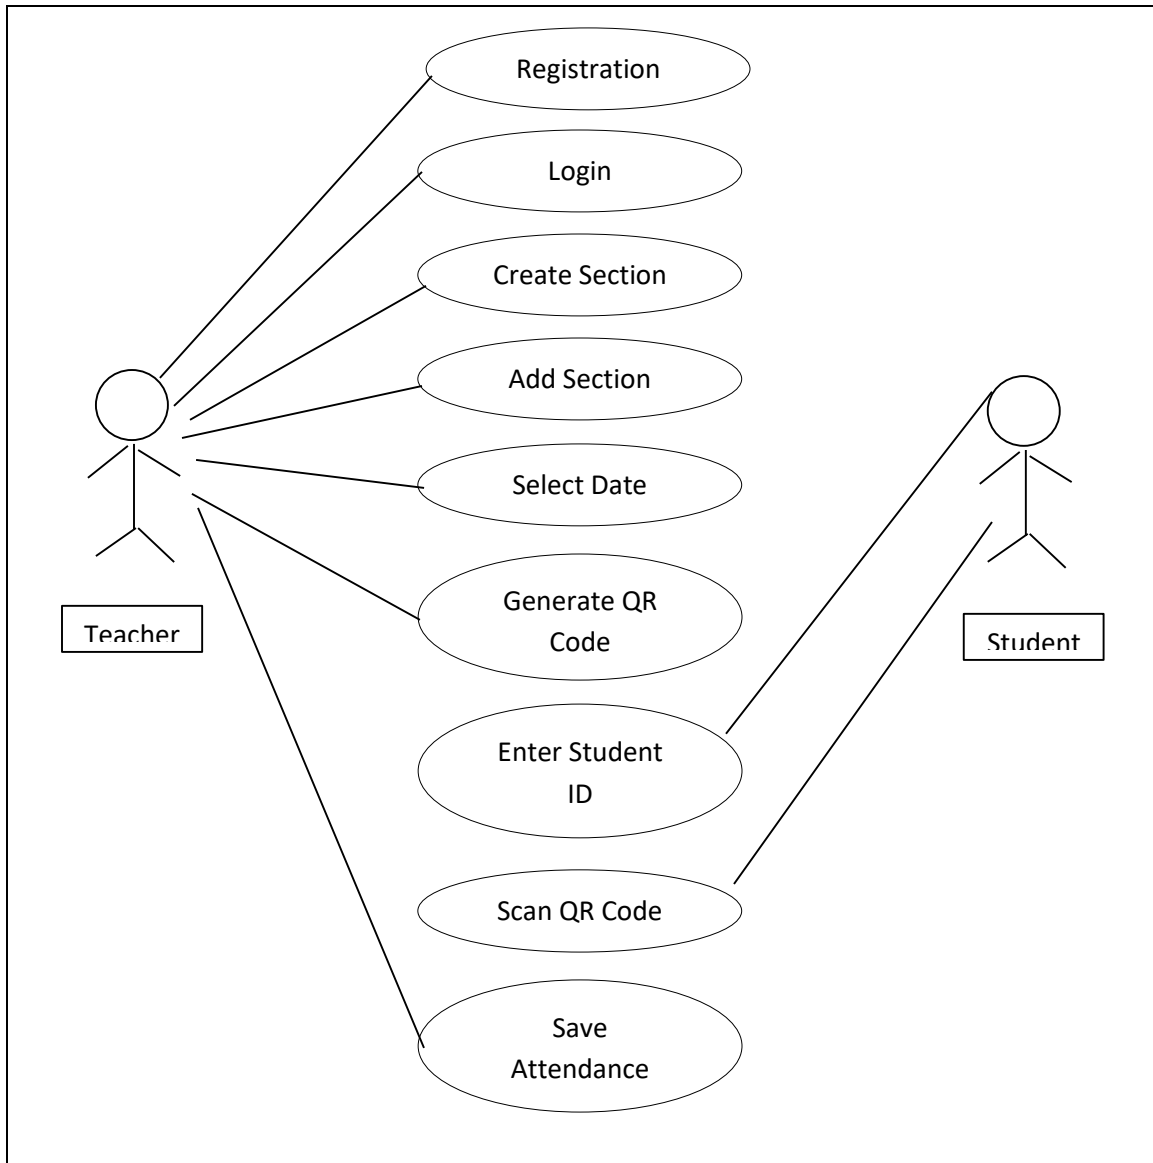 Registration
Login
Create Section
Add Section
Select Date
Generate QR
Code
Teacher
Student
Enter Student
ID
Scan QR Code
Save
Attendance